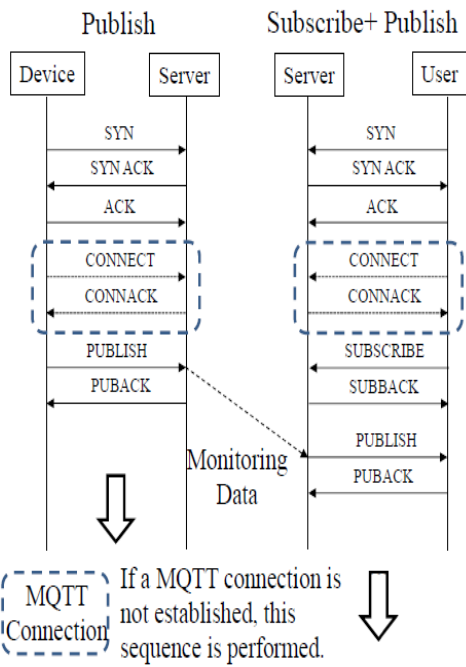 Publish
Subscribe+ Publish
Device
Server
Server
User
SYN
SYN ACK
ACK
CONNECT
CONNACK
PUBLISH
PUBACK
SYN
SYN ACK
ACK
CONNECT
CONNACK
SUBSCRIBE
SUBBACK
PUBLISH
PUBACK
Monitoring
Data
MQTT
Connection
If a MQTT connection is
not established, this
sequence is performed.